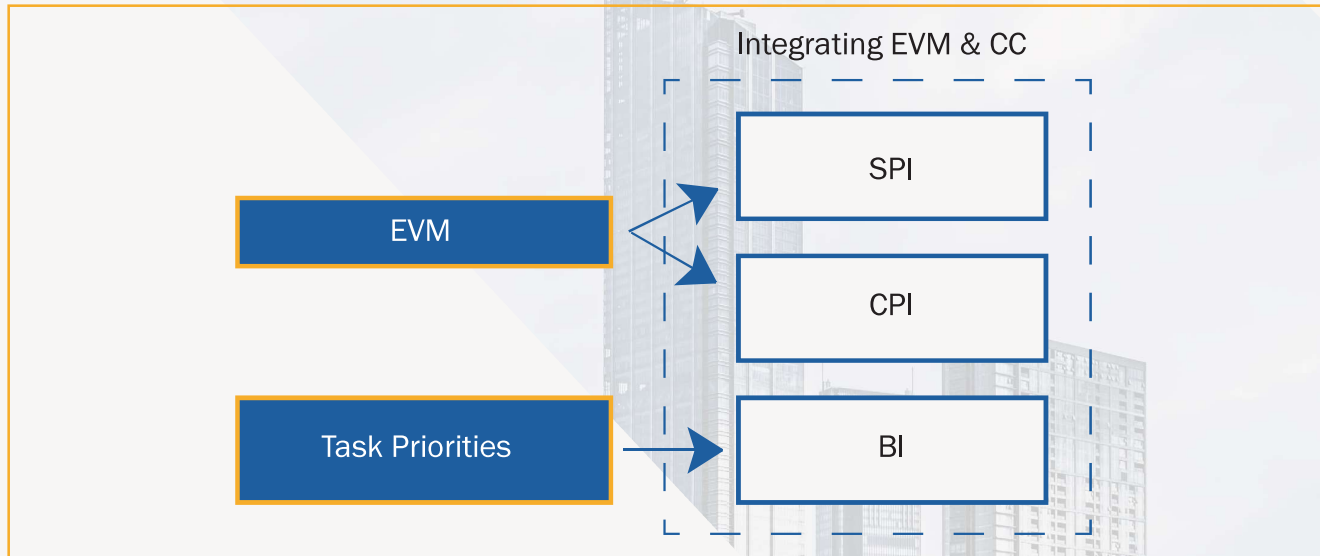 Integrating EVM & CC
SPI
EVM
CPI
Task Priorities
BI